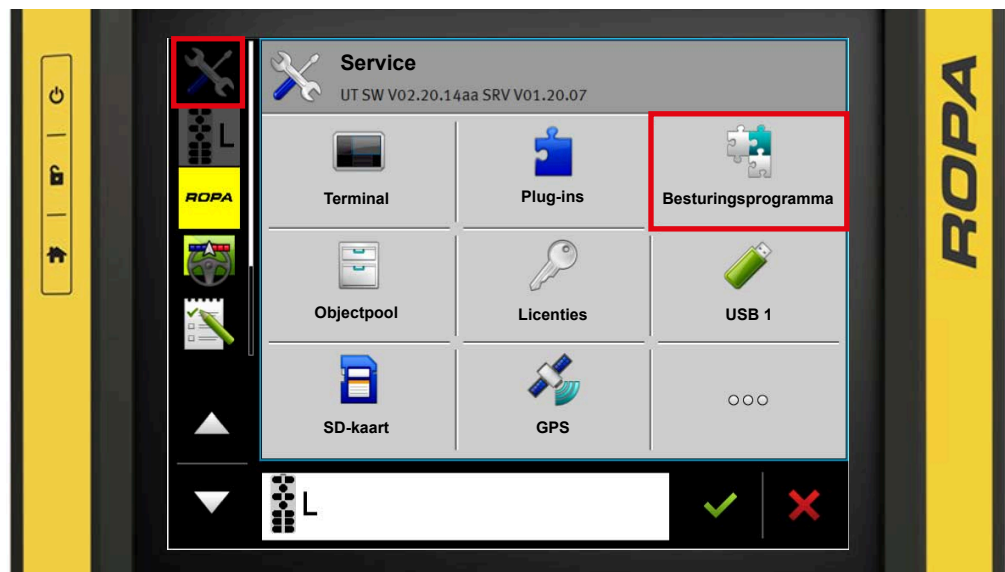 Service
UT SW V02.20.14aa SRV V01.20.07
L
ROPA
Terminal
Plug-ins
Besturingsprogramma
Objectpool
Licenties
USB 1
SD-kaart
GPS
L
ROPA